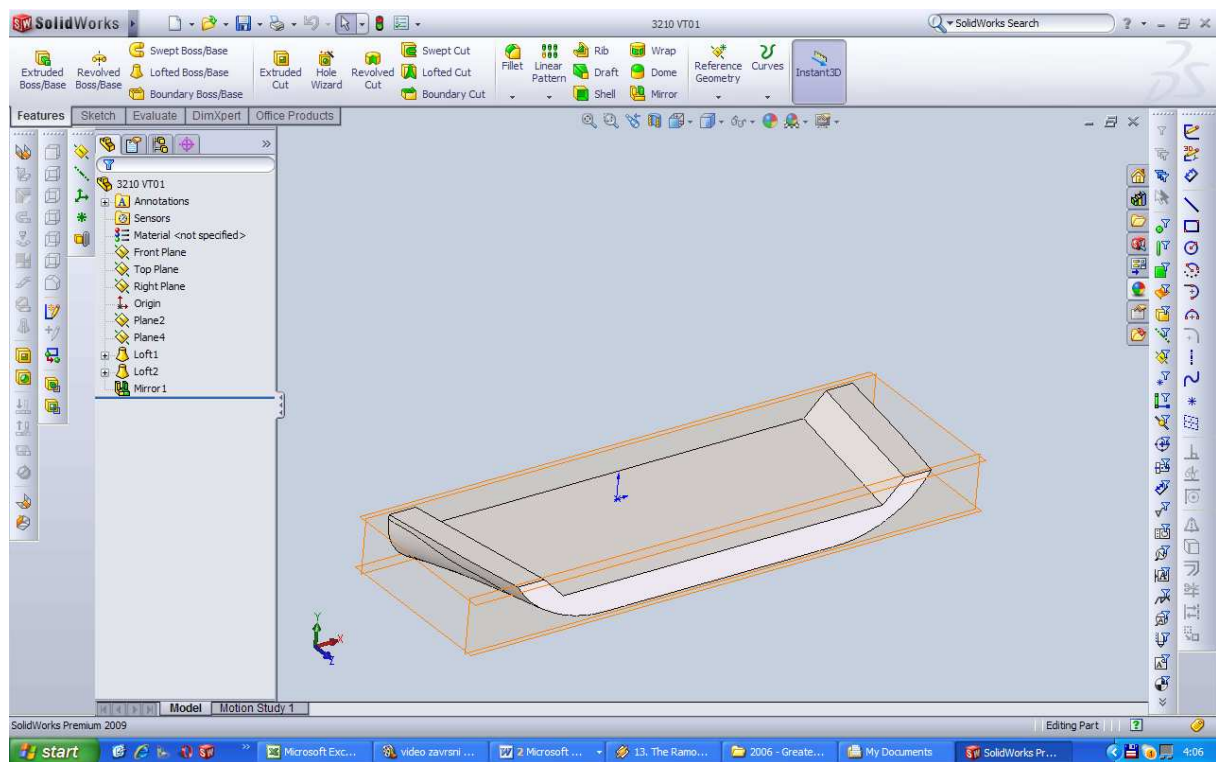 SolidWorks
3210 VT01
SolidWorks Search
Extruded Boss/Base
Revolved Boss/Base
Swept Boss/Base
Lofted Boss/Base
Boundary Boss/Base
Extruded Cut
Hole Wizard
Revolved Cut
Swept Cut
Lofted Cut
Boundary Cut
Fillet
Linear Pattern
Rib
Draft
Shell
Wrap
Dome
Mirror
Reference Geometry
Curves
Instant3D
Features Sketch Evaluate DimXpert Office Products
3210 VT01
Annotations
Sensors
Material <not specified>
Front Plane
Top Plane
Right Plane
Origin
Plane2
Plane4
Loft1
Loft2
Mirror1
Y
X
Z
Model Motion Study 1
SolidWorks Premium 2009
Editing Part
start
Microsoft Exc...
video zavrsni ...
2 Microsoft ...
13. The Ramo...
2006 - Greate...
My Documents
SolidWorks Pr...
4:06